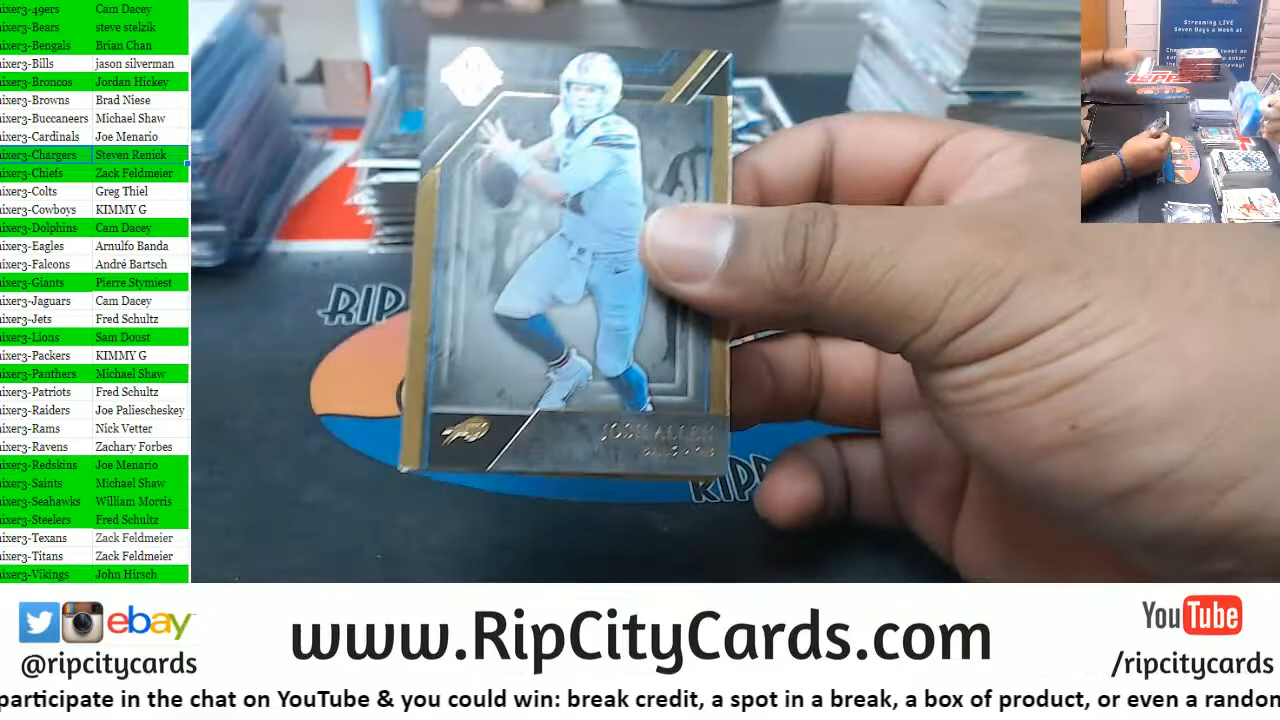 ixer3-49ers Cam Dacey
ixer3-Bears steve stelzik
ixer3-Bengals Brian Chan
ixer3-Bills jason silverman
ixer3-Broncos Jordan Hickey
ixer3-Browns Brad Niese
ixer3-Buccaneers Michael Shaw
ixer3-Cardinals Joe Menario
ixer3-Chargers Steven Renick
ixer3-Chiefs Zack Feldmeier
ixer3-Colts Greg Thiel
ixer3-Cowboys KIMMY G
ixer3-Dolphins Cam Dacey
ixer3-Eagles Arnulfo Banda
ixer3-Falcons André Bartsch
ixer3-Giants Pierre Stymiest
ixer3-Jaguars Cam Dacey
ixer3-Jets Fred Schultz
ixer3-Lions Sam Doust
ixer3-Packers KIMMY G
ixer3-Panthers Michael Shaw
ixer3-Patriots Fred Schultz
ixer3-Raiders Joe Paliescheskey
ixer3-Rams Nick Vetter
ixer3-Ravens Zachary Forbes
ixer3-Redskins Joe Menario
ixer3-Saints Michael Shaw
ixer3-Seahawks William Morris
ixer3-Steelers Fred Schultz
ixer3-Texans Zack Feldmeier
ixer3-Titans Zack Feldmeier
ixer3-Vikings John Hirsch
Streaming LIVE
Seven Days a Week at
RIP
JOSH ALLEN
RIPP
ebay
@ripcitycards
www.RipCityCards.com
YouTube
/ripcitycards
participate in the chat on YouTube & you could win: break credit, a spot in a break, a box of product, or even a random